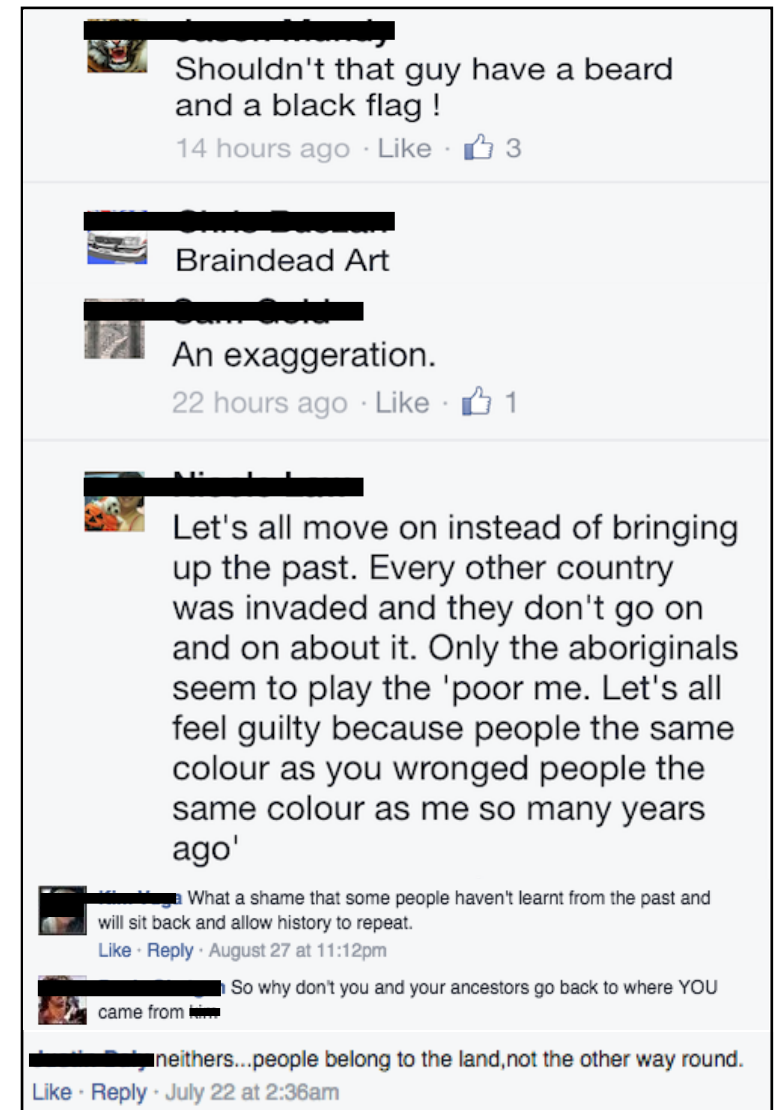 Shouldn't that guy have a beard
and a black flag !
14 hours ago · Like · 3
Braindead Art
An exaggeration.
22 hours ago · Like · 1
Let's all move on instead of bringing
up the past. Every other country
was invaded and they don't go on
and on about it. Only the aboriginals
seem to play the 'poor me. Let's all
feel guilty because people the same
colour as you wronged people the
same colour as me so many years
ago'
What a shame that some people haven't learnt from the past and
will sit back and allow history to repeat.
Like · Reply · August 27 at 11:12pm
So why don't you and your ancestors go back to where YOU
came from
neithers...people belong to the land,not the other way round.
Like · Reply · July 22 at 2:36am